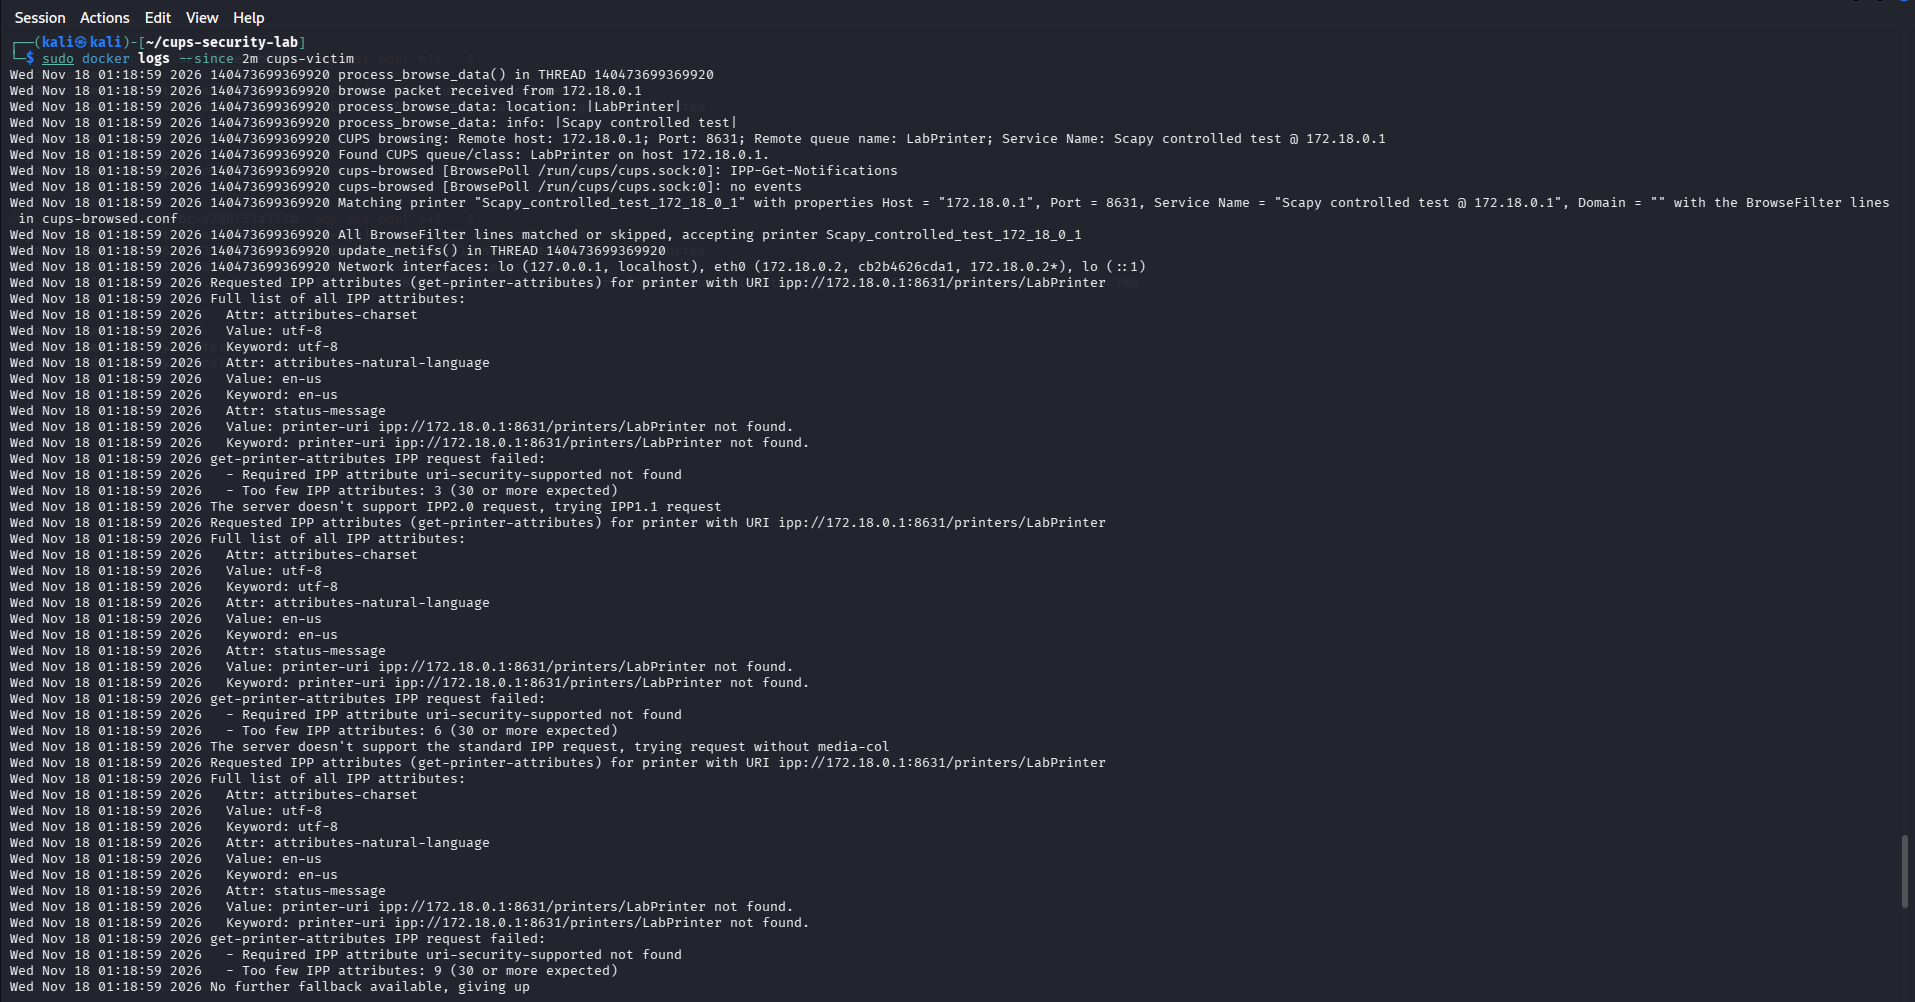 Session Actions Edit View Help
┌──(kali㉿kali)-[~/cups-security-lab]
└─$ sudo docker logs --since 2m cups-victim
Wed Nov 18 01:18:59 2026 140473699369920 process_browse_data() in THREAD 140473699369920
Wed Nov 18 01:18:59 2026 140473699369920 browse packet received from 172.18.0.1
Wed Nov 18 01:18:59 2026 140473699369920 process_browse_data: location: |LabPrinter|
Wed Nov 18 01:18:59 2026 140473699369920 process_browse_data: info: |Scapy controlled test|
Wed Nov 18 01:18:59 2026 140473699369920 CUPS browsing: Remote host: 172.18.0.1; Port: 8631; Remote queue name: LabPrinter; Service Name: Scapy controlled test @ 172.18.0.1
Wed Nov 18 01:18:59 2026 140473699369920 Found CUPS queue/class: LabPrinter on host 172.18.0.1.
Wed Nov 18 01:18:59 2026 140473699369920 cups-browsed [BrowsePoll /run/cups/cups.sock:0]: IPP-Get-Notifications
Wed Nov 18 01:18:59 2026 140473699369920 cups-browsed [BrowsePoll /run/cups/cups.sock:0]: no events
Wed Nov 18 01:18:59 2026 140473699369920 Matching printer "Scapy_controlled_test_172_18_0_1" with properties Host = "172.18.0.1", Port = 8631, Service Name = "Scapy controlled test @ 172.18.0.1", Domain = "" with the BrowseFilter lines
in cups-browsed.conf
Wed Nov 18 01:18:59 2026 140473699369920 All BrowseFilter lines matched or skipped, accepting printer Scapy_controlled_test_172_18_0_1
Wed Nov 18 01:18:59 2026 140473699369920 update_netifs() in THREAD 140473699369920
Wed Nov 18 01:18:59 2026 140473699369920 Network interfaces: lo (127.0.0.1, localhost), eth0 (172.18.0.2, cb2b4626cda1, 172.18.0.2*), lo (::1)
Wed Nov 18 01:18:59 2026 Requested IPP attributes (get-printer-attributes) for printer with URI ipp://172.18.0.1:8631/printers/LabPrinter
Wed Nov 18 01:18:59 2026 Full list of all IPP attributes:
Wed Nov 18 01:18:59 2026   Attr: attributes-charset
Wed Nov 18 01:18:59 2026   Value: utf-8
Wed Nov 18 01:18:59 2026   Keyword: utf-8
Wed Nov 18 01:18:59 2026   Attr: attributes-natural-language
Wed Nov 18 01:18:59 2026   Value: en-us
Wed Nov 18 01:18:59 2026   Keyword: en-us
Wed Nov 18 01:18:59 2026   Attr: status-message
Wed Nov 18 01:18:59 2026   Value: printer-uri ipp://172.18.0.1:8631/printers/LabPrinter not found.
Wed Nov 18 01:18:59 2026   Keyword: printer-uri ipp://172.18.0.1:8631/printers/LabPrinter not found.
Wed Nov 18 01:18:59 2026 get-printer-attributes IPP request failed:
Wed Nov 18 01:18:59 2026   - Required IPP attribute uri-security-supported not found
Wed Nov 18 01:18:59 2026   - Too few IPP attributes: 3 (30 or more expected)
Wed Nov 18 01:18:59 2026 The server doesn't support IPP2.0 request, trying IPP1.1 request
Wed Nov 18 01:18:59 2026 Requested IPP attributes (get-printer-attributes) for printer with URI ipp://172.18.0.1:8631/printers/LabPrinter
Wed Nov 18 01:18:59 2026 Full list of all IPP attributes:
Wed Nov 18 01:18:59 2026   Attr: attributes-charset
Wed Nov 18 01:18:59 2026   Value: utf-8
Wed Nov 18 01:18:59 2026   Keyword: utf-8
Wed Nov 18 01:18:59 2026   Attr: attributes-natural-language
Wed Nov 18 01:18:59 2026   Value: en-us
Wed Nov 18 01:18:59 2026   Keyword: en-us
Wed Nov 18 01:18:59 2026   Attr: status-message
Wed Nov 18 01:18:59 2026   Value: printer-uri ipp://172.18.0.1:8631/printers/LabPrinter not found.
Wed Nov 18 01:18:59 2026   Keyword: printer-uri ipp://172.18.0.1:8631/printers/LabPrinter not found.
Wed Nov 18 01:18:59 2026 get-printer-attributes IPP request failed:
Wed Nov 18 01:18:59 2026   - Required IPP attribute uri-security-supported not found
Wed Nov 18 01:18:59 2026   - Too few IPP attributes: 6 (30 or more expected)
Wed Nov 18 01:18:59 2026 The server doesn't support the standard IPP request, trying request without media-col
Wed Nov 18 01:18:59 2026 Requested IPP attributes (get-printer-attributes) for printer with URI ipp://172.18.0.1:8631/printers/LabPrinter
Wed Nov 18 01:18:59 2026 Full list of all IPP attributes:
Wed Nov 18 01:18:59 2026   Attr: attributes-charset
Wed Nov 18 01:18:59 2026   Value: utf-8
Wed Nov 18 01:18:59 2026   Keyword: utf-8
Wed Nov 18 01:18:59 2026   Attr: attributes-natural-language
Wed Nov 18 01:18:59 2026   Value: en-us
Wed Nov 18 01:18:59 2026   Keyword: en-us
Wed Nov 18 01:18:59 2026   Attr: status-message
Wed Nov 18 01:18:59 2026   Value: printer-uri ipp://172.18.0.1:8631/printers/LabPrinter not found.
Wed Nov 18 01:18:59 2026   Keyword: printer-uri ipp://172.18.0.1:8631/printers/LabPrinter not found.
Wed Nov 18 01:18:59 2026 get-printer-attributes IPP request failed:
Wed Nov 18 01:18:59 2026   - Required IPP attribute uri-security-supported not found
Wed Nov 18 01:18:59 2026   - Too few IPP attributes: 9 (30 or more expected)
Wed Nov 18 01:18:59 2026 No further fallback available, giving up